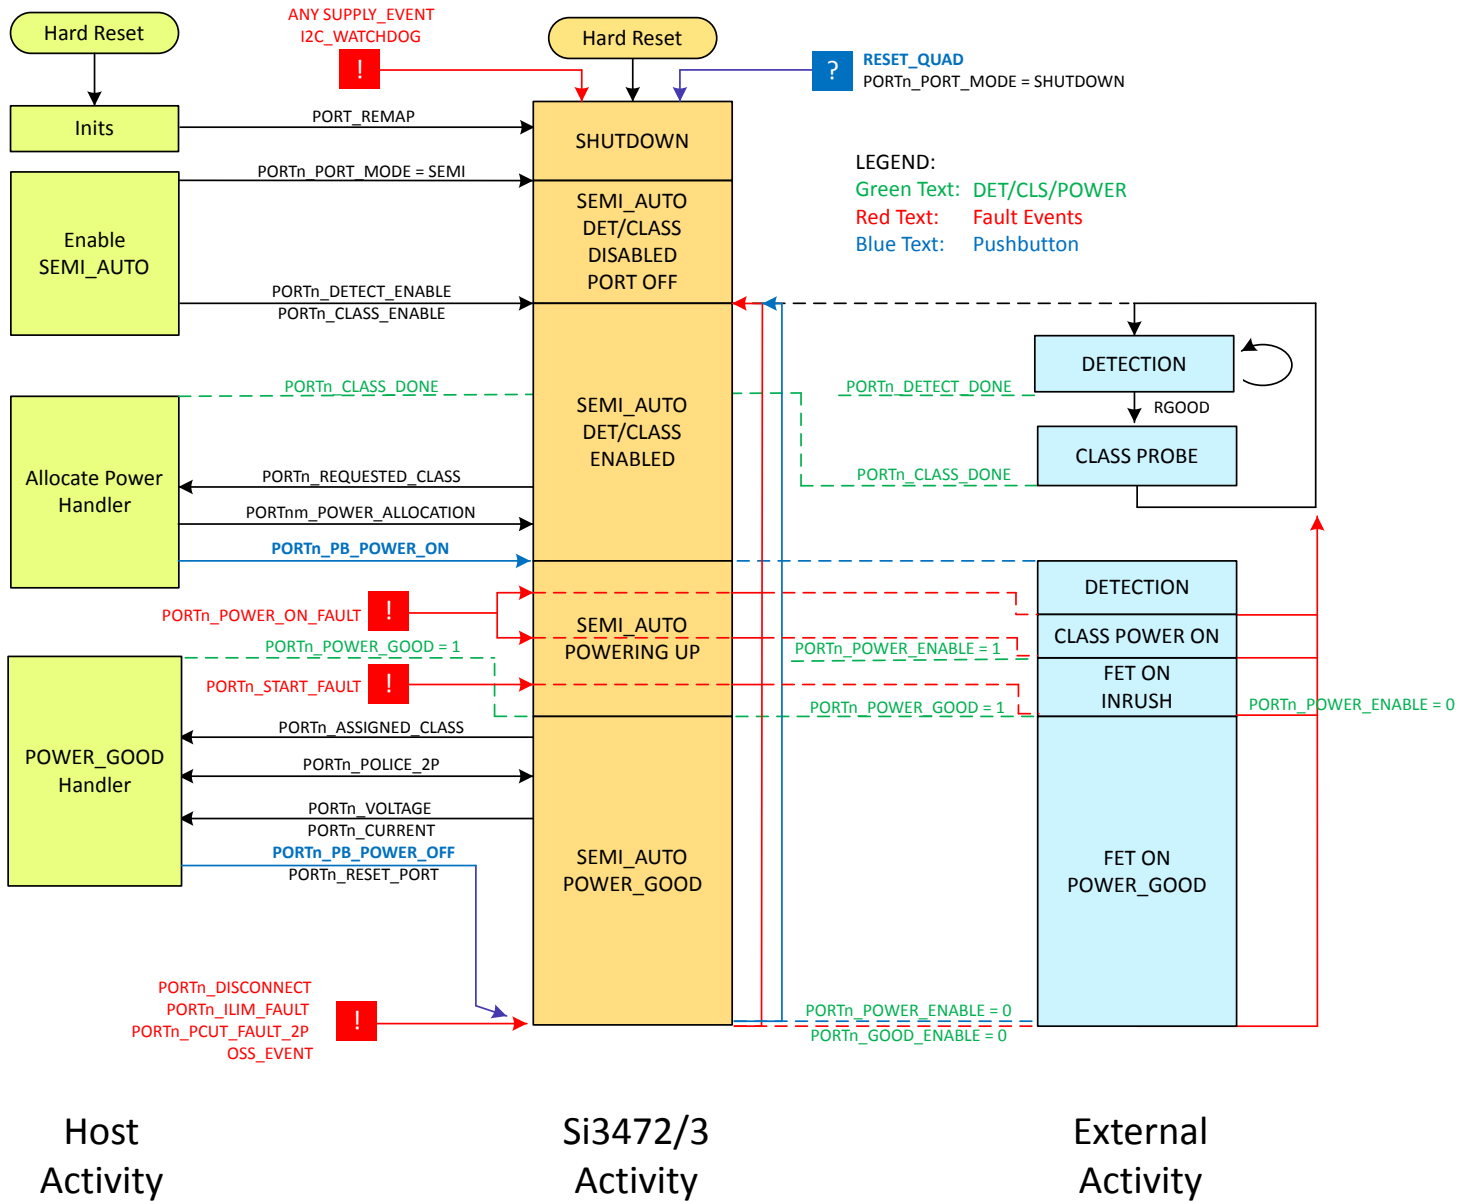 ANY SUPPLY_EVENT
I2C_WATCHDOG
!
Hard Reset
Hard Reset
?
RESET_QUAD
PORTn_PORT_MODE = SHUTDOWN
Inits
PORT_REMAP
SHUTDOWN
LEGEND:
Green Text: DET/CLS/POWER
Red Text: Fault Events
Blue Text: Pushbutton
PORTn_PORT_MODE = SEMI
Enable
SEMI_AUTO
SEMI_AUTO
DET/CLASS
DISABLED
PORT OFF
PORTn_DETECT_ENABLE
PORTn_CLASS_ENABLE
DETECTION
PORTn_CLASS_DONE
PORTn_DETECT_DONE
RGOOD
SEMI_AUTO
DET/CLASS
ENABLED
CLASS PROBE
PORTn_CLASS_DONE
Allocate Power
Handler
PORTn_REQUESTED_CLASS
PORTnm_POWER_ALLOCATION
PORTn_PB_POWER_ON
DETECTION
PORTn_POWER_ON_FAULT
!
SEMI_AUTO
POWERING UP
CLASS POWER ON
PORTn_POWER_GOOD = 1
PORTn_POWER_ENABLE = 1
PORTn_START_FAULT
!
FET ON
INRUSH
PORTn_POWER_GOOD = 1
PORTn_POWER_ENABLE = 0
PORTn_ASSIGNED_CLASS
POWER_GOOD
Handler
PORTn_POLICE_2P
PORTn_VOLTAGE
PORTn_CURRENT
PORTn_PB_POWER_OFF
PORTn_RESET_PORT
SEMI_AUTO
POWER_GOOD
FET ON
POWER_GOOD
PORTn_DISCONNECT
PORTn_ILIM_FAULT
PORTn_PCUT_FAULT_2P
OSS_EVENT
!
PORTn_POWER_ENABLE = 0
PORTn_GOOD_ENABLE = 0
Host
Activity
Si3472/3
Activity
External
Activity